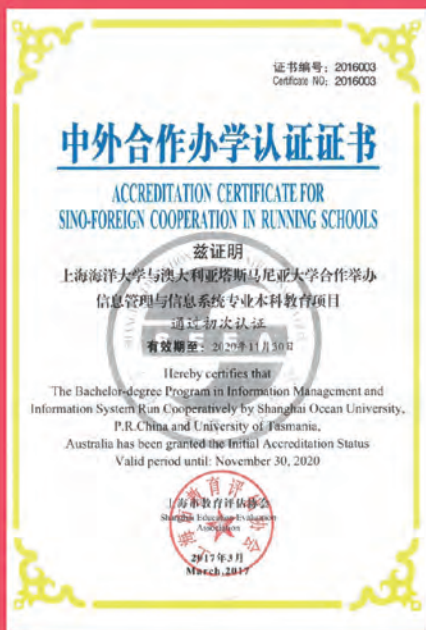 证书编号：2016003
Certificate NO：2016003
中外合作办学认证证书
ACCREDITATION CERTIFICATE FOR
SINO-FOREIGN COOPERATION IN RUNNING SCHOOLS
兹证明
上海海洋大学与澳大利亚塔斯马尼亚大学合作举办
信息管理与信息系统专业本科教育项目
通过初次认证
有效期至：2020年11月30日
Hereby certifies that
The Bachelor-degree Program in Information Management and
Information System Run Cooperatively by Shanghai Ocean University,
P.R.China and University of Tasmania,
Australia has been granted the Initial Accreditation Status
Valid period until: November 30, 2020
上海市教育评估协会
Shanghai Education Evaluation
Association
2017年3月
March,2017